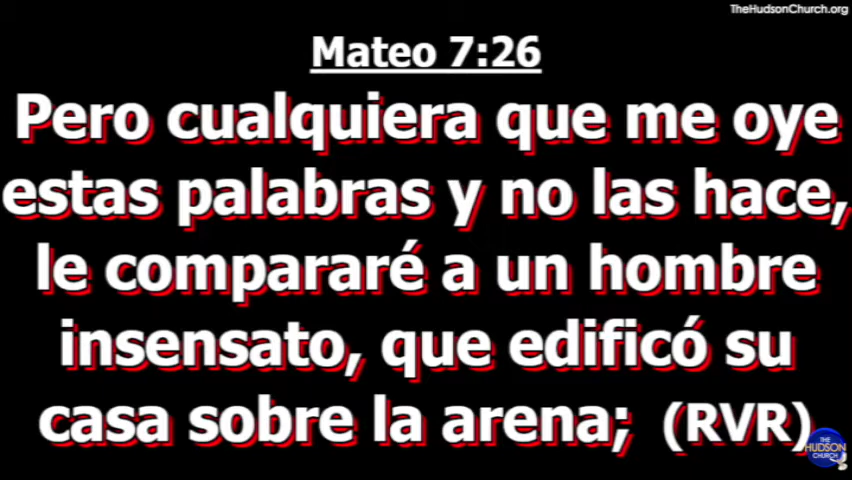 TheHudsonChurch.org
Mateo 7:26
Pero cualquiera que me oye
estas palabras y no las hace,
le compararé a un hombre
insensato, que edificó su
casa sobre la arena; (RVR)
THE
HUDSON
CHURCH